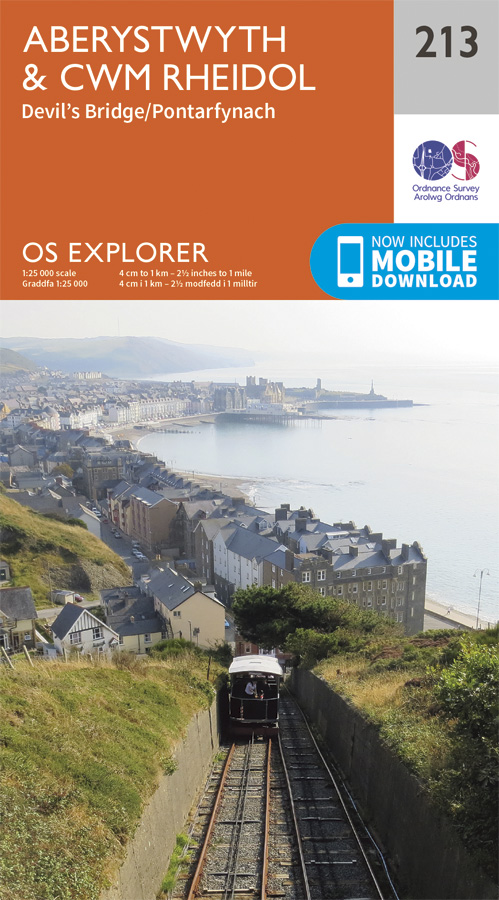 ABERYSTWYTH
& CWM RHEIDOL
Devil's Bridge/Pontarfynach
213
Ordnance Survey
Arolwg Ordnans
OS EXPLORER
1:25 000 scale 4 cm to 1 km – 2½ inches to 1 mile
Graddfa 1:25 000 4 cm i 1 km – 2½ modfedd i 1 milltir
NOW INCLUDES
MOBILE
DOWNLOAD